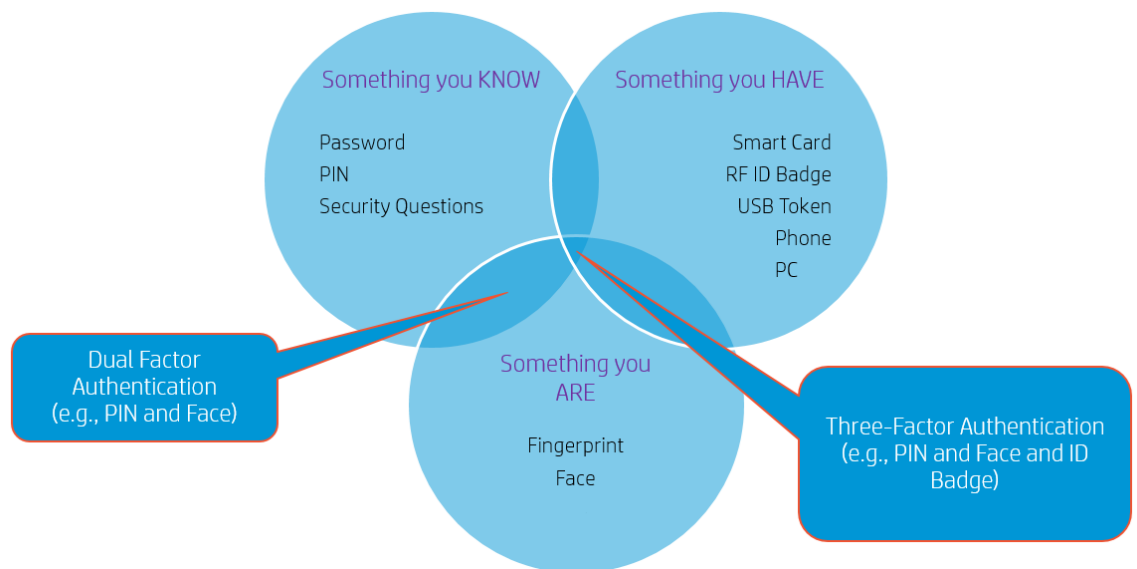 Something you KNOW
Password
PIN
Security Questions
Something you HAVE
Smart Card
RF ID Badge
USB Token
Phone
PC
Dual Factor
Authentication
(e.g., PIN and Face)
Something you
ARE
Fingerprint
Face
Three-Factor Authentication
(e.g., PIN and Face and ID
Badge)